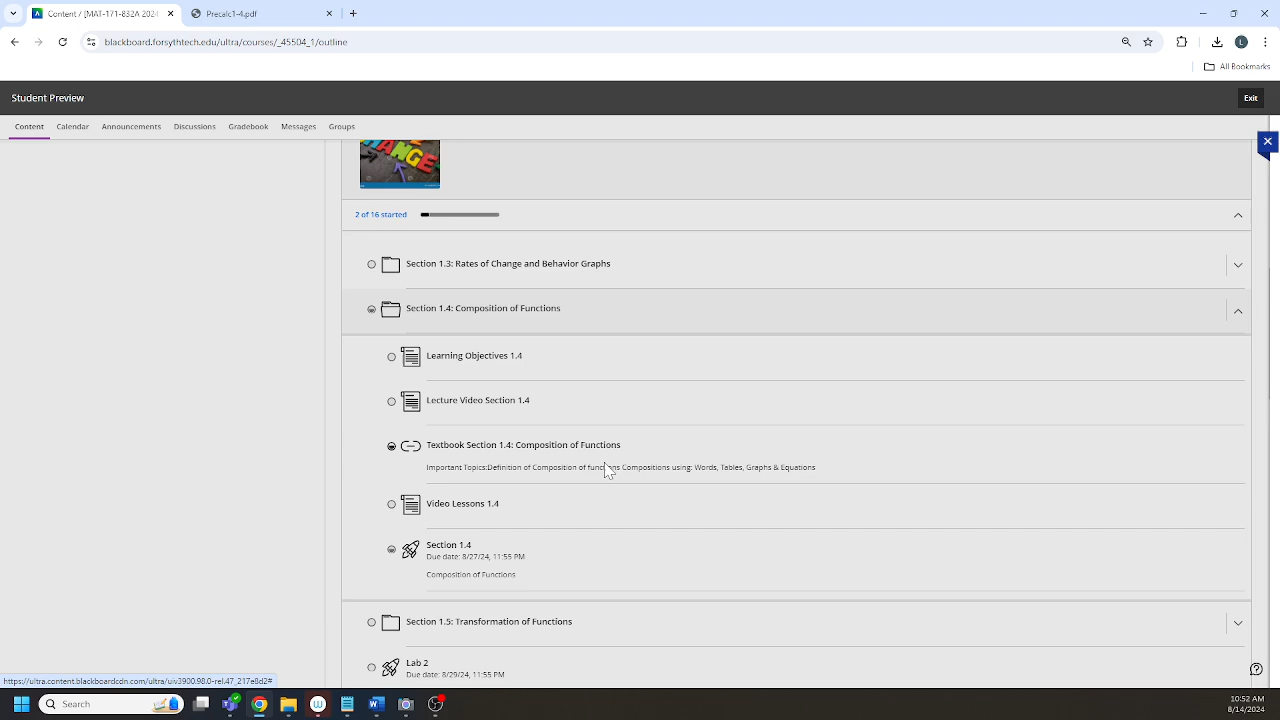 Content / [MAT-171-832A 2024
Precalc1-4.pdf
blackboard.forsythtech.edu/ultra/courses/_45504_1/outline
L
All Bookmarks
Student Preview
Exit
Content
Calendar
Announcements
Discussions
Gradebook
Messages
Groups
CHANGE
2 of 16 started
Section 1.3: Rates of Change and Behavior Graphs
Section 1.4: Composition of Functions
Learning Objectives 1.4
Lecture Video Section 1.4
Textbook Section 1.4: Composition of Functions
Important Topics:Definition of Composition of functions Compositions using: Words, Tables, Graphs & Equations
Video Lessons 1.4
Section 1.4
Due date: 8/27/24, 11:55 PM
Composition of Functions
Section 1.5: Transformation of Functions
Lab 2
Due date: 8/29/24, 11:55 PM
https://ultra.content.blackboardcdn.com/ultra/uiv3900.98.0-rel.47_217e8d2#
Search
10:52 AM
8/14/2024